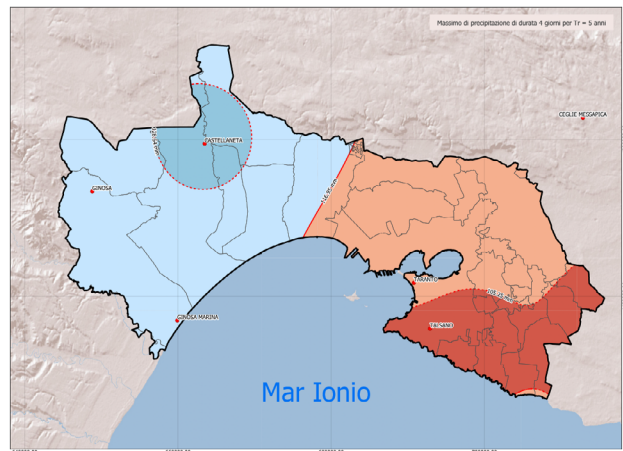 Massimo di precipitazione di durata 4 giorni per Tr = 5 anni
CEGLIE MESSAPICA
CASTELLANETA
GINOSA
TARANTO
GINOSA MARINA
TALSANO
Mar Ionio